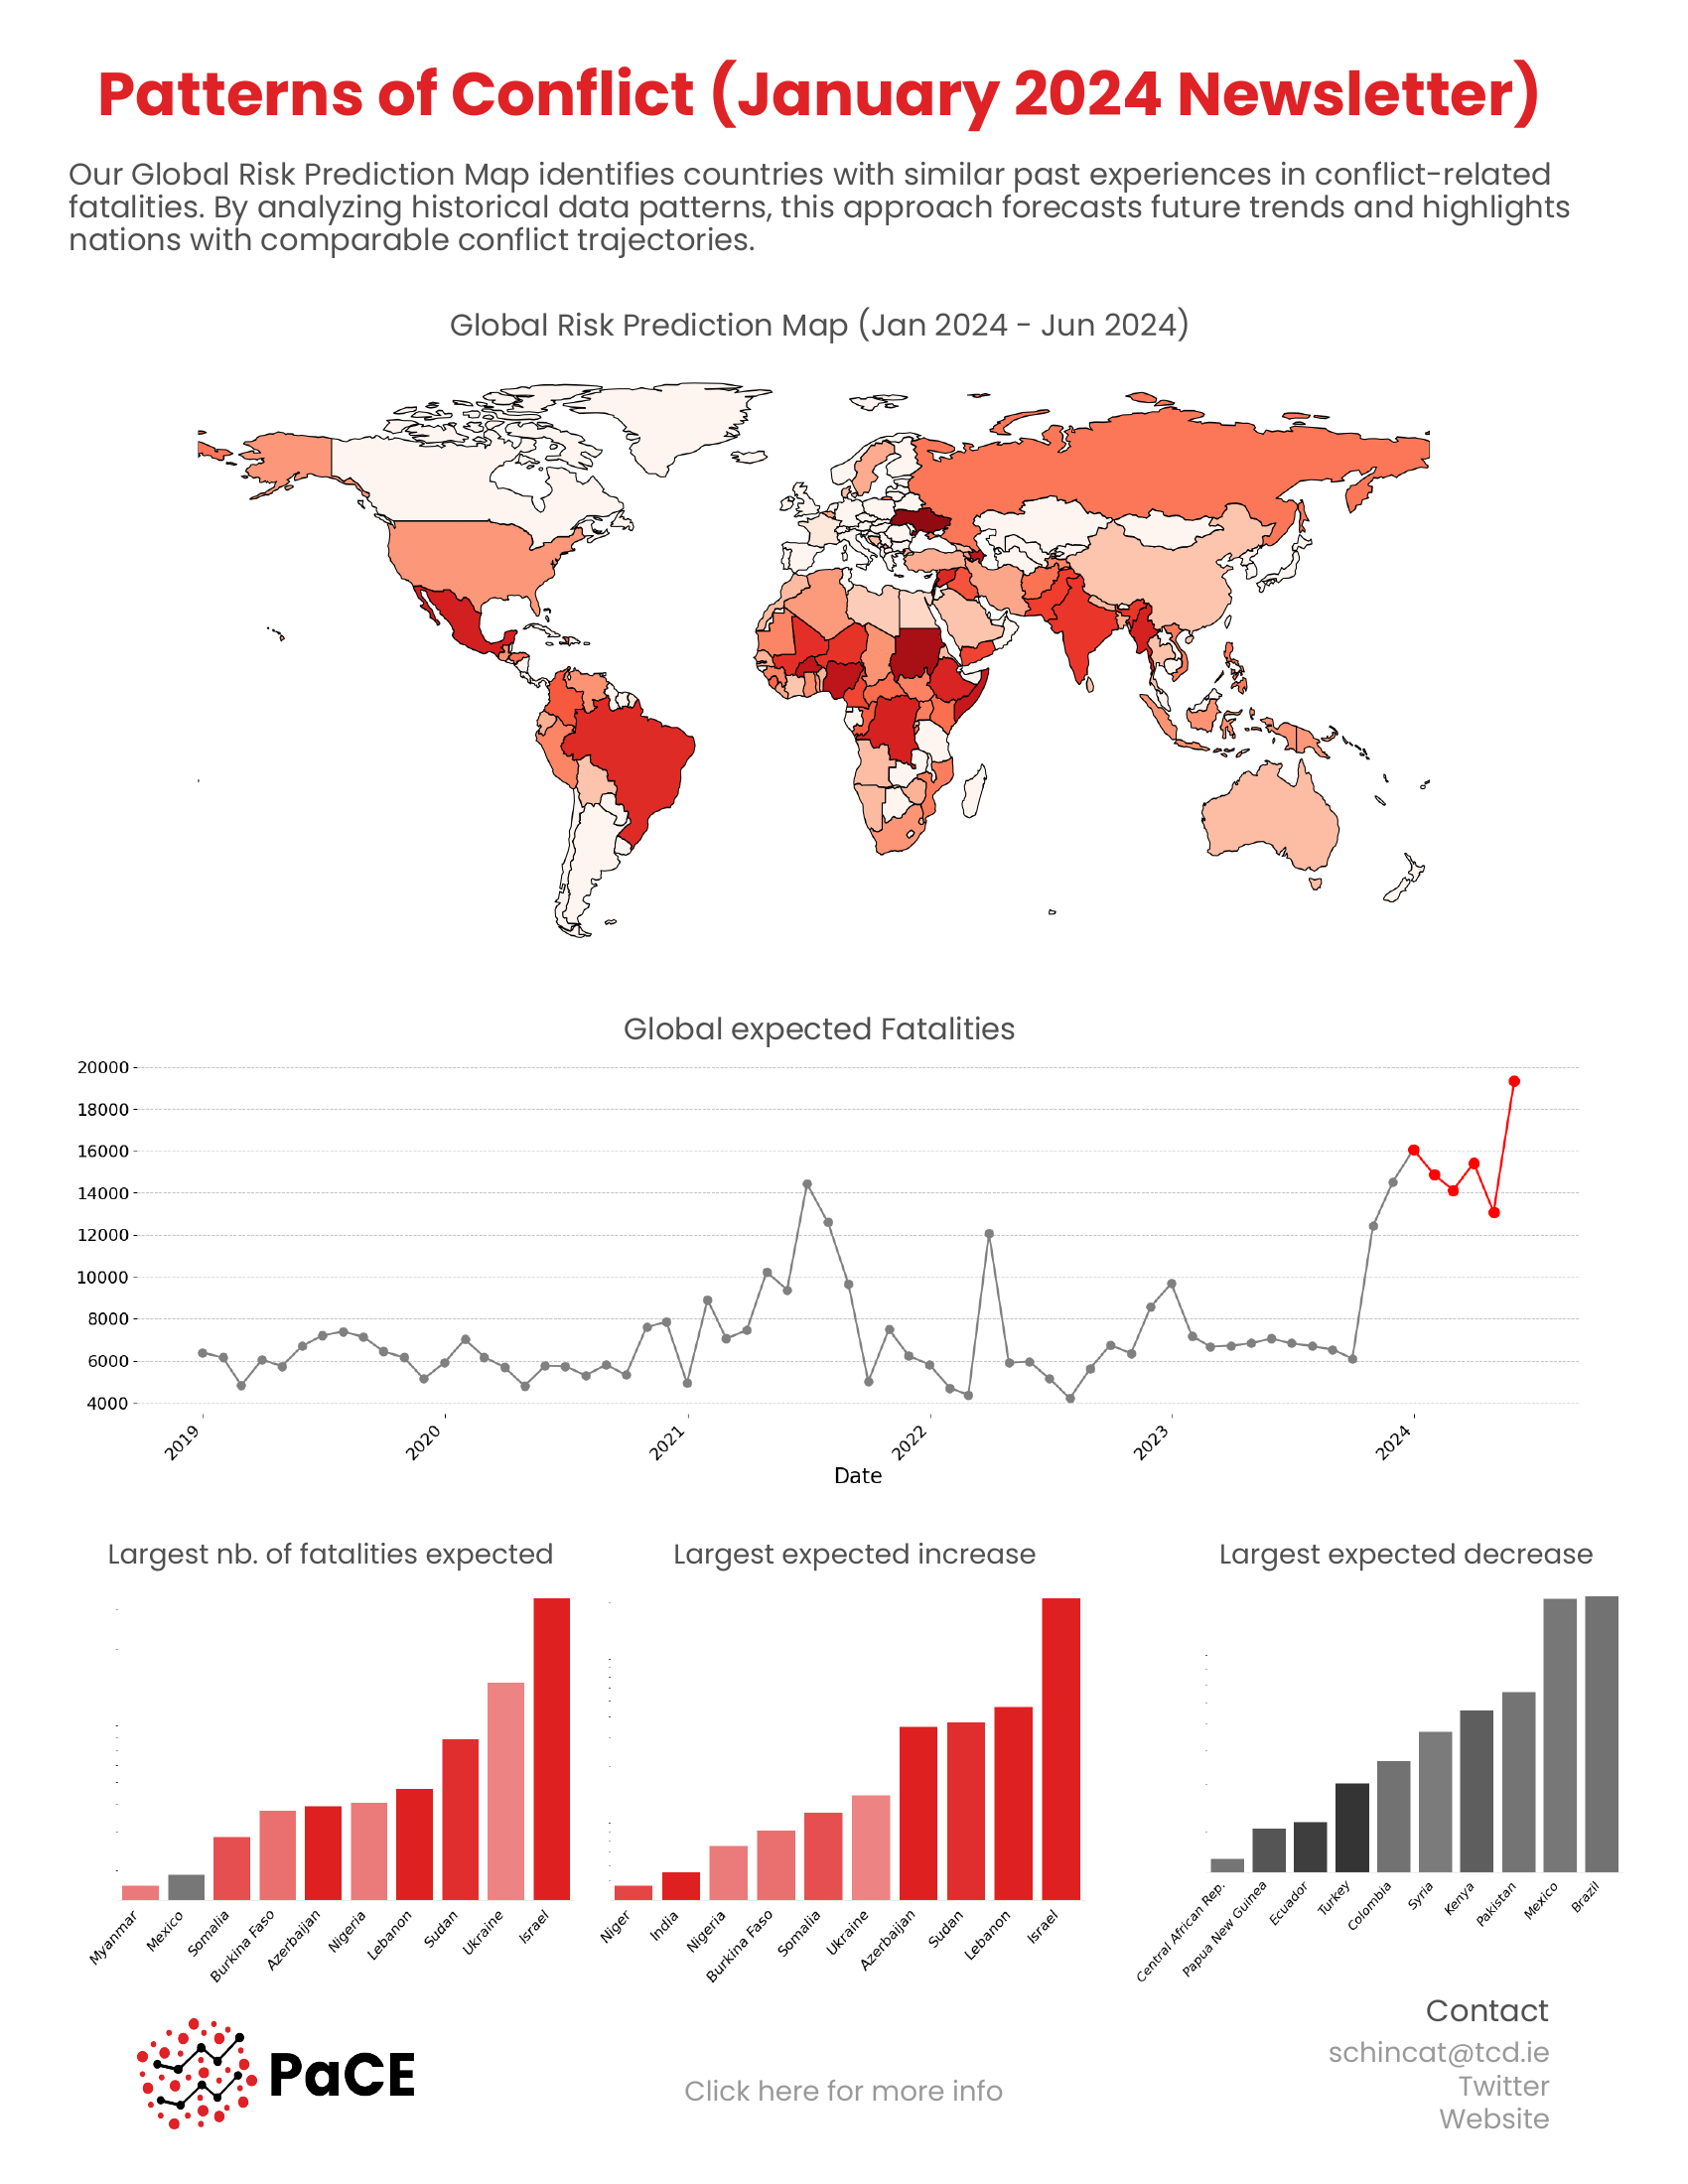 Patterns of Conflict (January 2024 Newsletter)
Our Global Risk Prediction Map identifies countries with similar past experiences in conflict-related
fatalities. By analyzing historical data patterns, this approach forecasts future trends and highlights
nations with comparable conflict trajectories.
Global Risk Prediction Map (Jan 2024 - Jun 2024)
Global expected Fatalities
20000
18000
16000
14000
12000
10000
8000
6000
4000
2019
2020
2021
2022
2023
2024
Date
Largest nb. of fatalities expected
Myanmar
Mexico
Somalia
Burkina Faso
Azerbaijan
Nigeria
Lebanon
Sudan
Ukraine
Israel
Largest expected increase
Niger
India
Nigeria
Burkina Faso
Somalia
Ukraine
Azerbaijan
Sudan
Lebanon
Israel
Largest expected decrease
Central African Rep.
Papua New Guinea
Ecuador
Turkey
Colombia
Syria
Kenya
Pakistan
Mexico
Brazil
PaCE
Click here for more info
Contact
schincat@tcd.ie
Twitter
Website